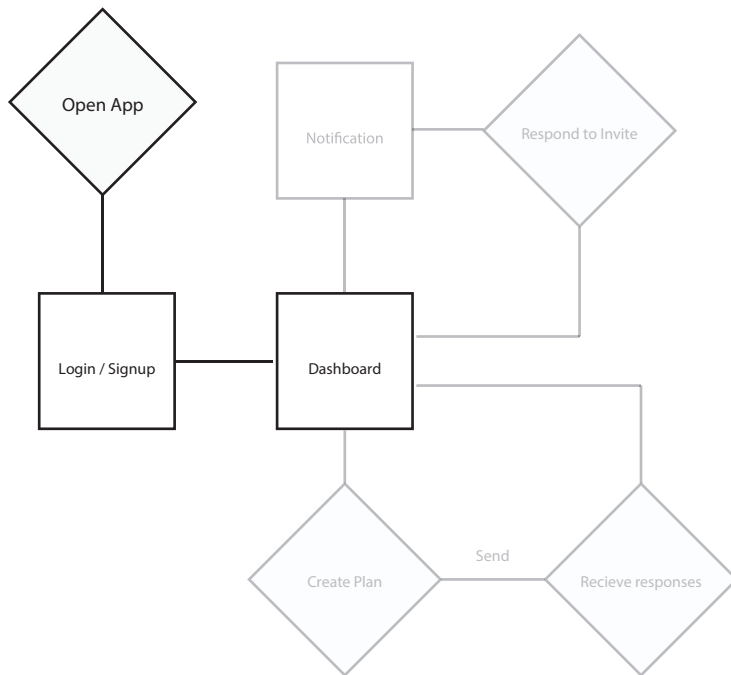 Open App
Notification
Respond to Invite
Login / Signup
Dashboard
Send
Create Plan
Recieve responses